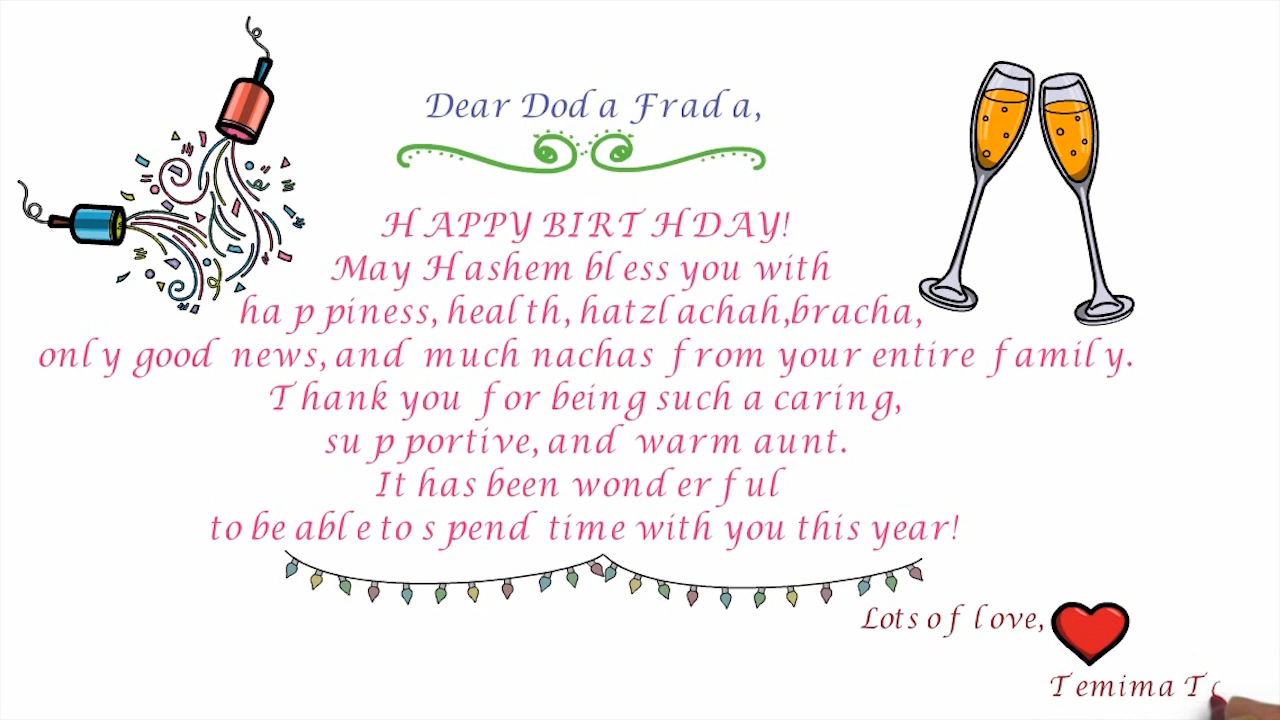 Dear Doda Frada,
HAPPY BIRTHDAY!
May Hashem bless you with
happiness, health, hatzlachah,bracha,
only good news, and much nachas from your entire family.
Thank you for being such a caring,
supportive, and warm aunt.
It has been wonderful
to be able to spend time with you this year!
Lots of love,
Temima